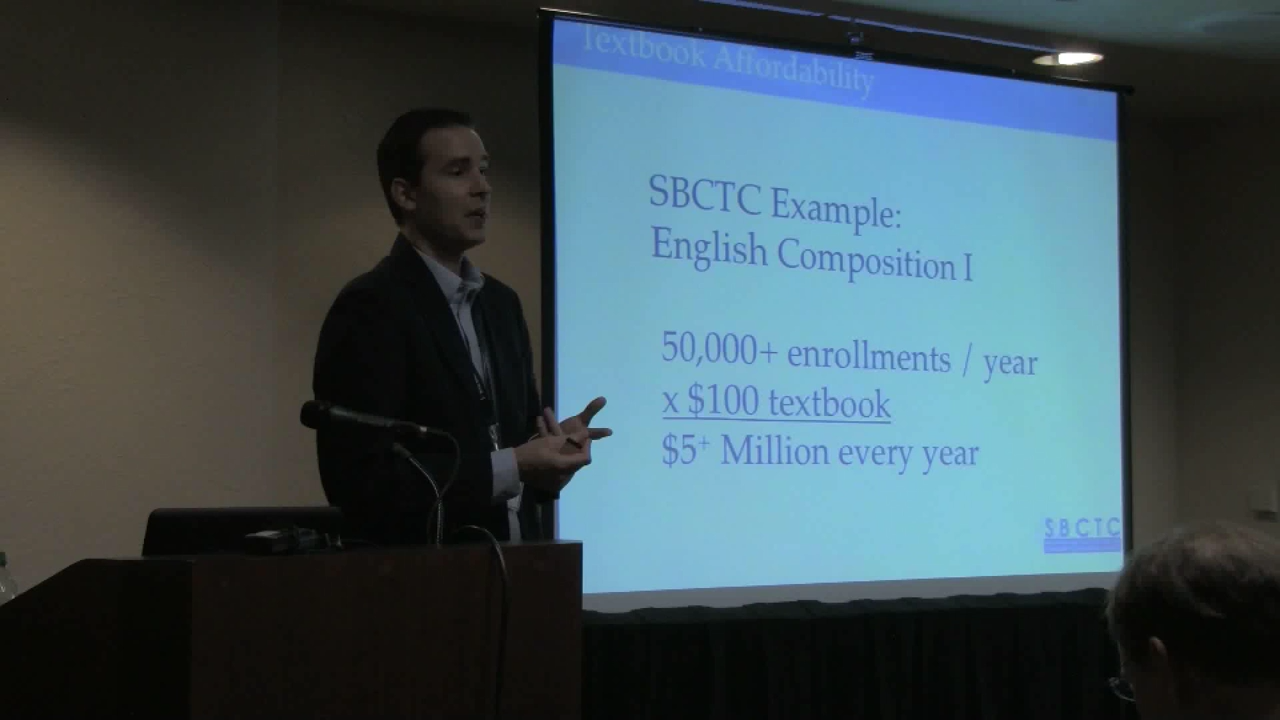 Textbook Affordability
SBCTC Example:
English Composition I
50,000+ enrollments / year
x $100 textbook
$5+ Million every year
SBCTC